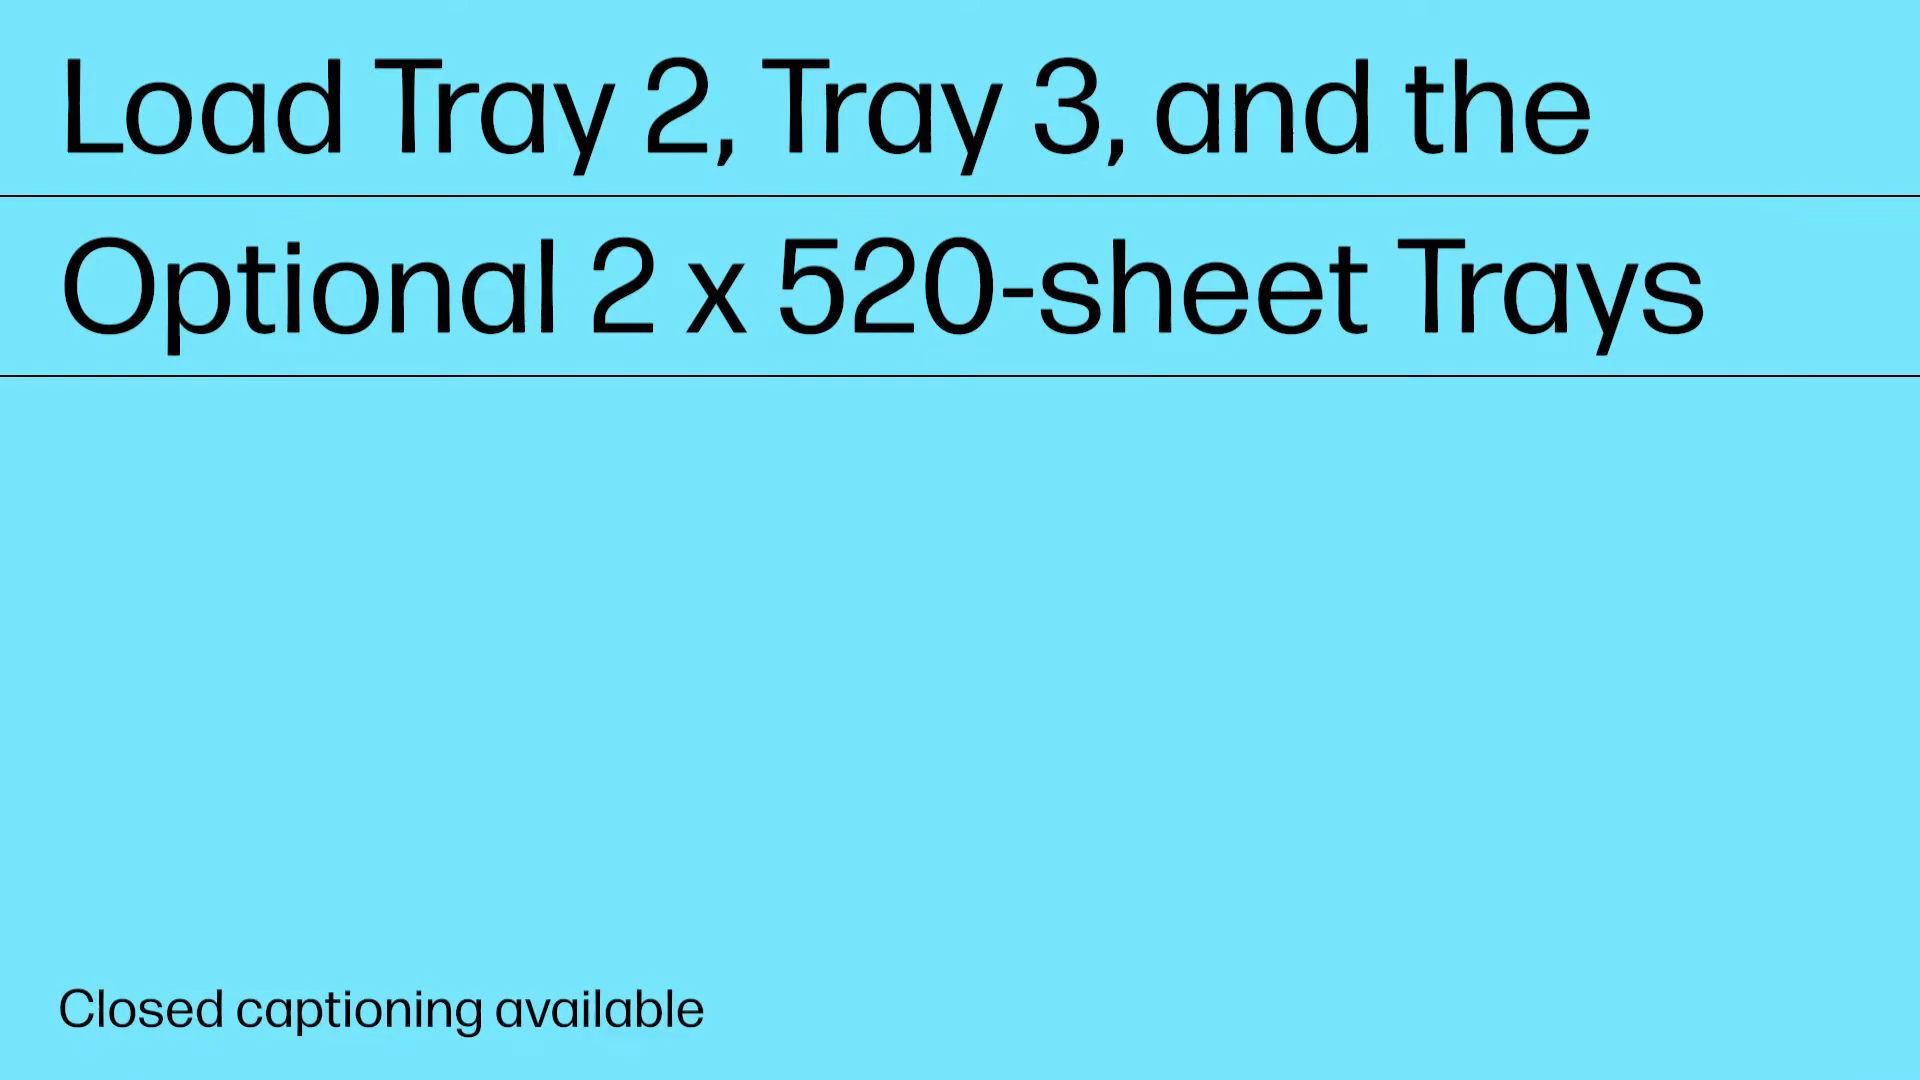 Load Tray 2, Tray 3, and the
Optional 2 x 520-sheet Trays
Closed captioning available